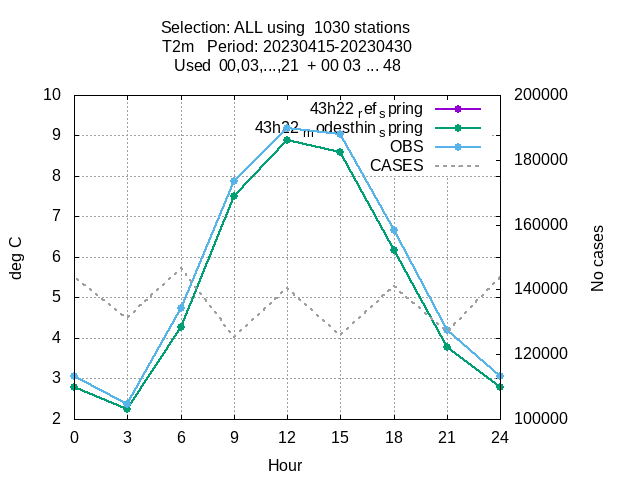 Selection: ALL using  1030 stations
T2m   Period: 20230415-20230430
Used  00,03,...,21  + 00 03 ... 48
10
9
8
7
6
5
4
3
2
deg C
200000
180000
160000
140000
120000
100000
No cases
43h22_ref_spring
43h22_modesthin_spring
OBS
CASES
0 3 6 9 12 15 18 21 24
Hour